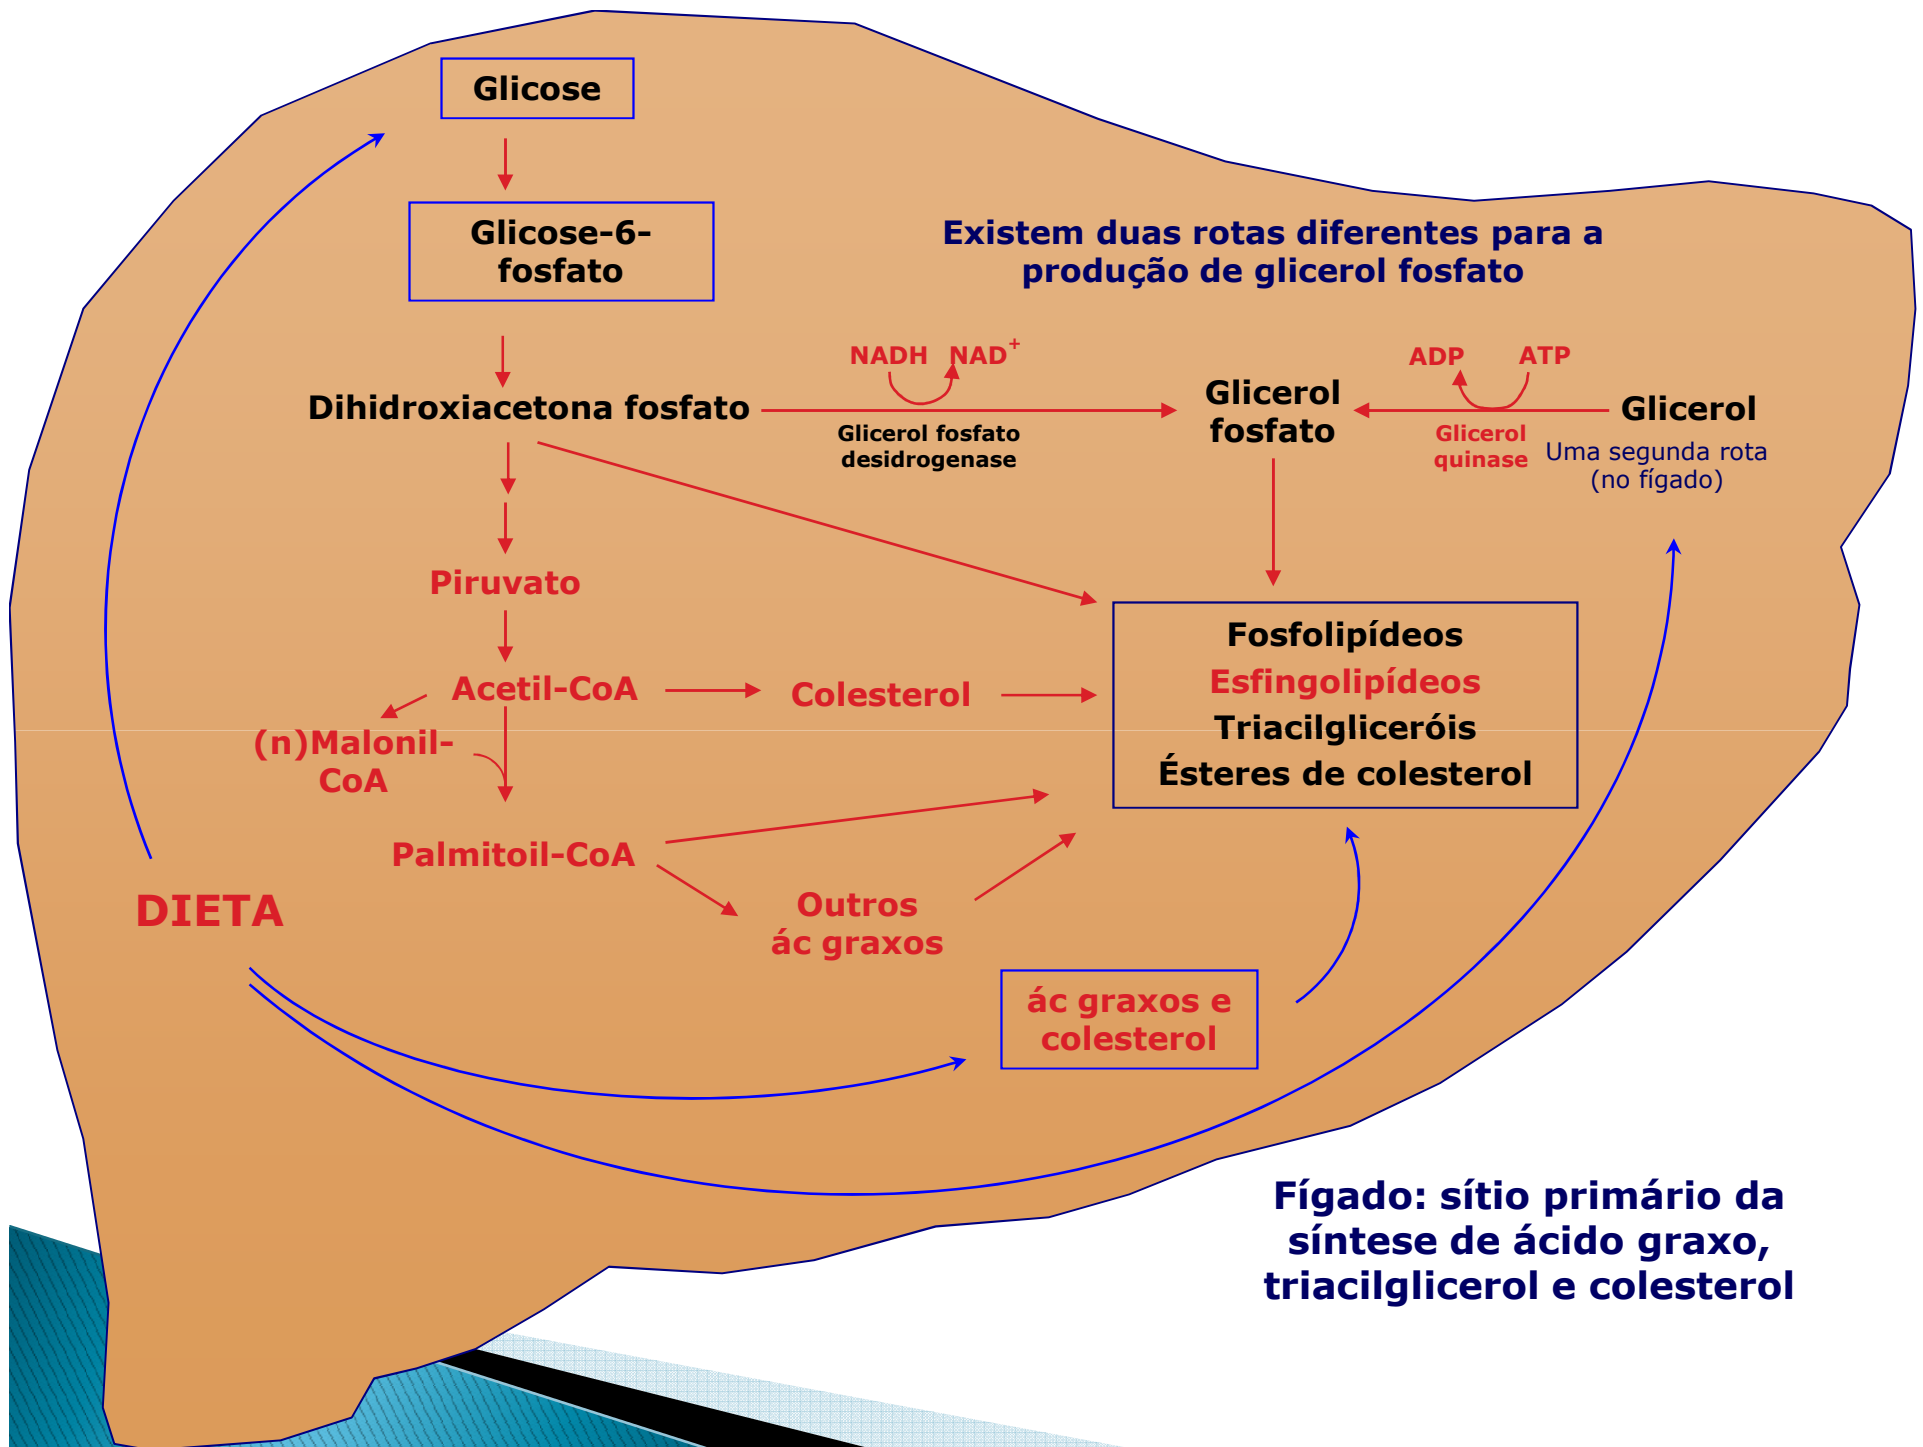 Glicose
Glicose-6-
fosfato
Existem duas rotas diferentes para a
produção de glicerol fosfato
NADH NAD+
ADP ATP
Dihidroxiacetona fosfato
Glicerol
fosfato
Glicerol
Glicerol fosfato
desidrogenase
Glicerol
quinase
Uma segunda rota
(no fígado)
Piruvato
Acetil-CoA
Colesterol
(n)Malonil-
CoA
Fosfolipídeos
Esfingolipídeos
Triacilgliceróis
Ésteres de colesterol
Palmitoil-CoA
DIETA
Outros
ác graxos
ác graxos e
colesterol
Fígado: sítio primário da
síntese de ácido graxo,
triacilglicerol e colesterol